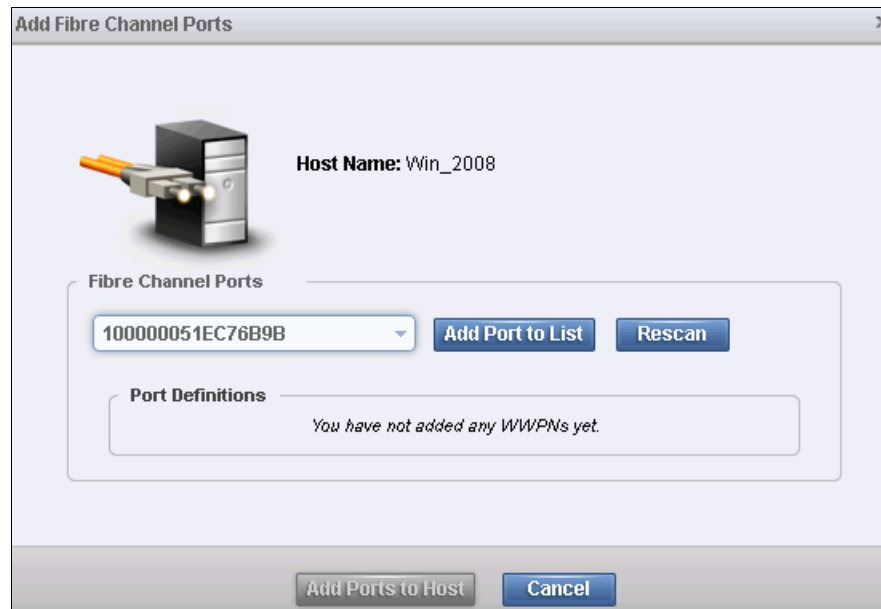 Add Fibre Channel Ports
Host Name: Win_2008
Fibre Channel Ports
100000051EC76B9B
Add Port to List
Rescan
Port Definitions
You have not added any WWPNs yet.
Add Ports to Host
Cancel